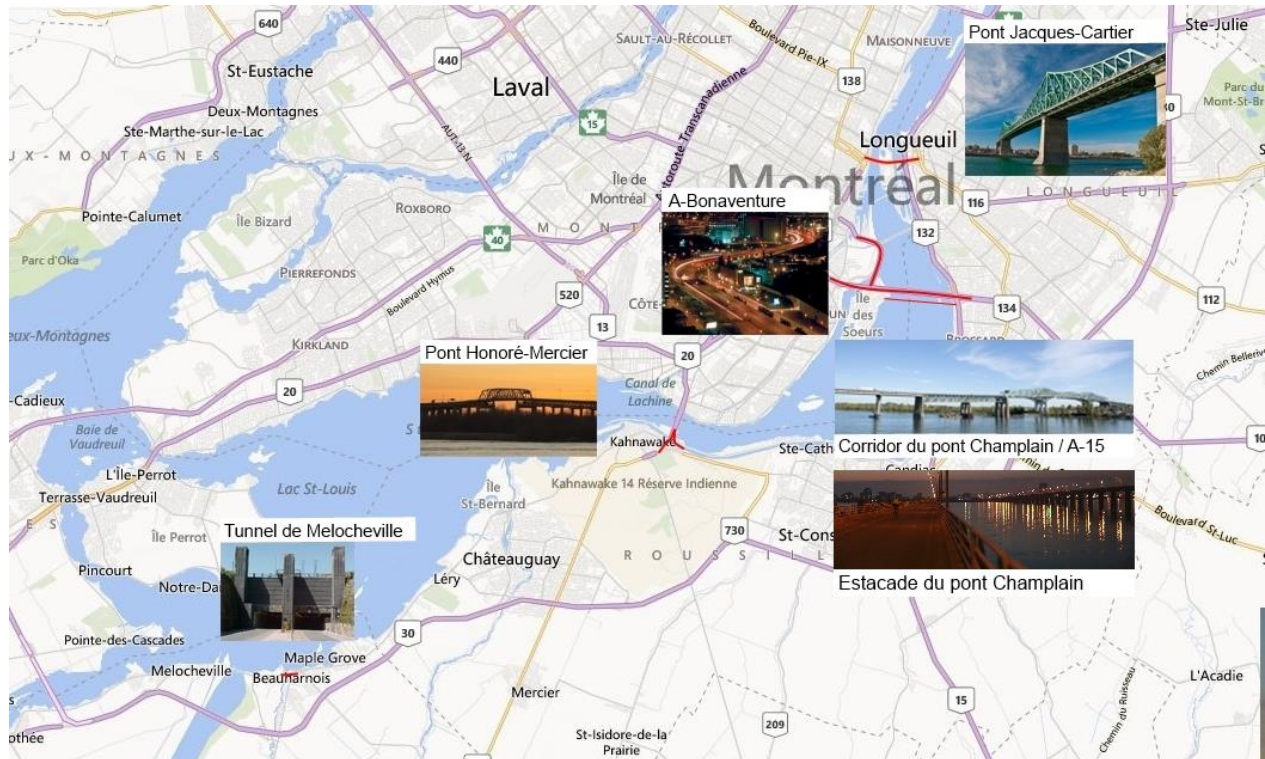 640
St-Eustache
440
Laval
SAULT-AU-RÉCOLLET
Boulevard Pie-IX
MAISONNEUVE
138
Pont Jacques-Cartier
Ste-Julie
Parc du
Mont-St-Br
Deux-Montagnes
Ste-Marthe-sur-le-Lac
X - MONTAGNES
15
AUT-13 N
Autoroute Transcanadienne
Longueuil
Montréal
LONGUEUIL
116
Île de
Montréal
Pointe-Calumet
Île Bizard
ROXBORO
A-Bonaventure
132
Parc d'Oka
40
PIERREFONDS
Boulevard Hymus
520
13
Île
des
Soeurs
134
112
BROSSARD
eux-Montagnes
KIRKLAND
Pont Honoré-Mercier
20
Canal de
Lachine
Chemin Bellerive
-Cadieux
20
Baie de
Vaudreuil
Kahnawake
Ste-Cath
Corridor du pont Champlain / A-15
10
Candiac
L'Île-Perrot
Terrasse-Vaudreuil
Lac St-Louis
Île
St-Bernard
Kahnawake 14 Réserve Indienne
Boulevard St-Luc
Île Perrot
Tunnel de Melocheville
730
St-Cons
ROUSSILL
Châteauguay
Pincourt
Notre-Da
Léry
Estacade du pont Champlain
Pointe-des-Cascades
30
Melocheville
Maple Grove
Beauharnois
Mercier
L'Acadie
15
Chemin du Ruisseau
209
St-Isidore-de-la
Prairie
othée